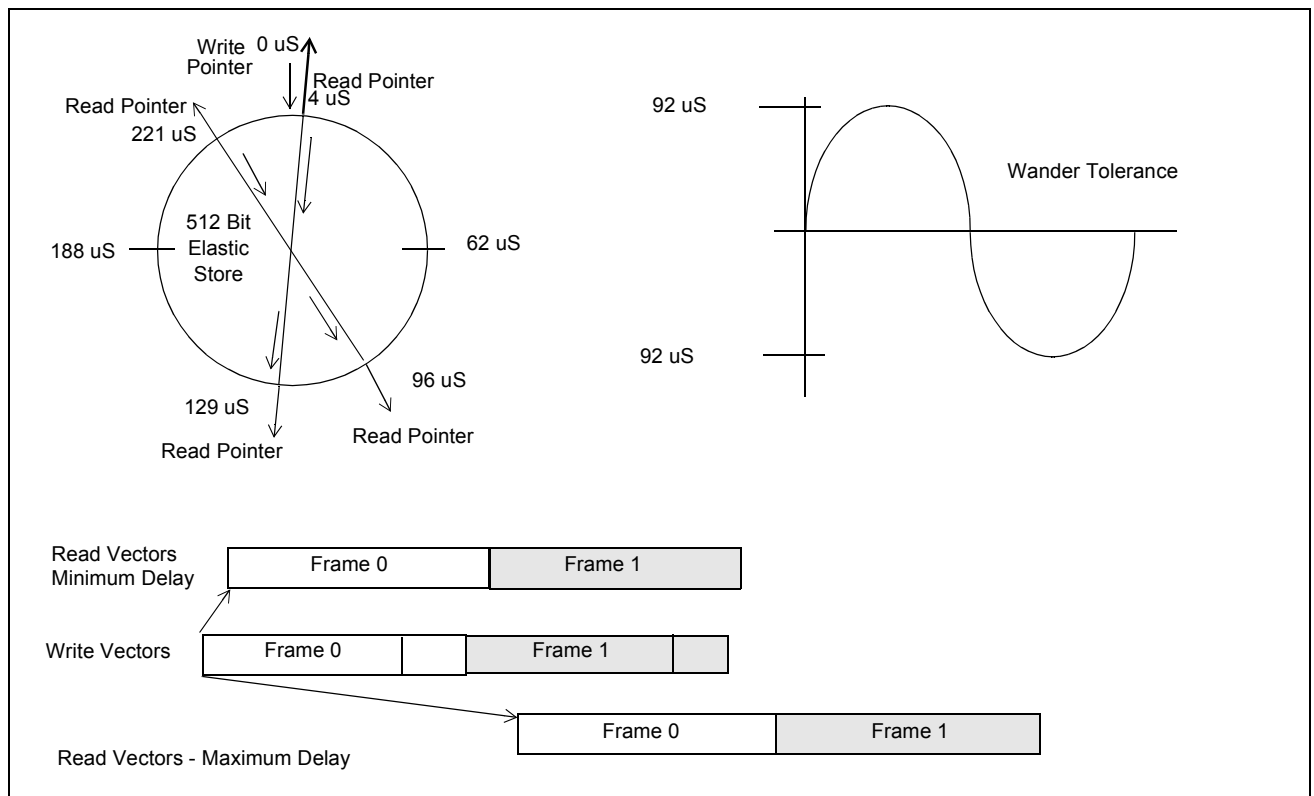 Write 0 uS
Pointer
Read Pointer
4 uS
Read Pointer
221 uS
512 Bit
Elastic
Store
188 uS
62 uS
96 uS
129 uS
Read Pointer
Read Pointer
92 uS
Wander Tolerance
92 uS
Read Vectors
Minimum Delay
Frame 0 Frame 1
Write Vectors
Frame 0 Frame 1
Frame 0 Frame 1
Read Vectors - Maximum Delay